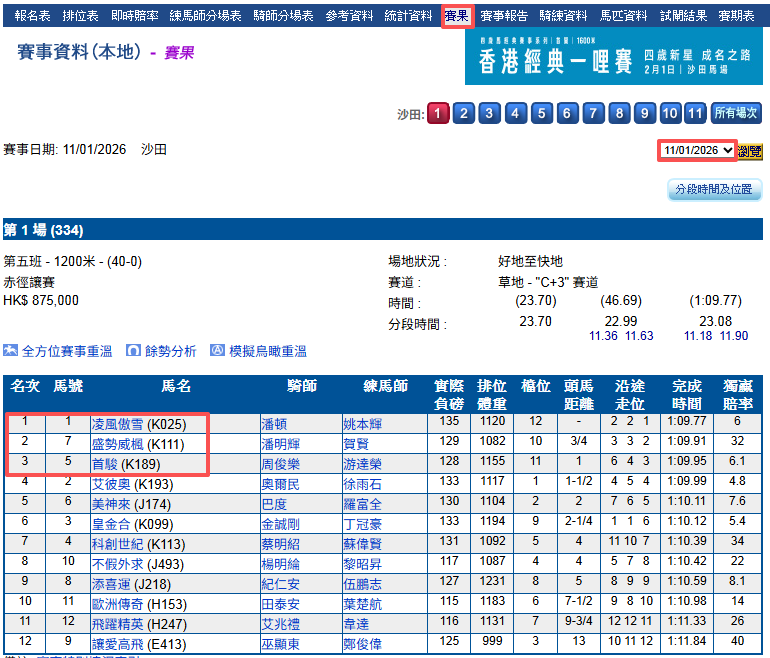 報名表 排位表 即時賠率 練馬師分場表 騎師分場表 參考資料 統計資料 賽果 賽事報告 騎練資料 馬匹資料 試閘結果 賽期表
賽事資料(本地) - 賽果
四歲馬經典賽事系列|首關|1600米
香港經典一哩賽
四歲新星 成名之路
2月1日|沙田馬場
沙田: 1 2 3 4 5 6 7 8 9 10 11 所有場次
賽事日期: 11/01/2026 沙田
11/01/2026 瀏覽
分段時間及位置
第 1 場 (334)
第五班 - 1200米 - (40-0) 場地狀況 : 好地至快地
赤徑讓賽 賽道 : 草地 - "C+3" 賽道
HK$ 875,000 時間 : (23.70) (46.69) (1:09.77)
分段時間 : 23.70 22.99 23.08
11.36 11.63 11.18 11.90
全方位賽事重溫 餘勢分析 模擬鳥瞰重溫
名次 馬號 馬名 騎師 練馬師 實際負磅 排位體重 檔位 頭馬距離 沿途走位 完成時間 獨贏賠率
1 1 凌風傲雪 (K025) 潘頓 姚本輝 135 1120 12 - 2 2 1 1:09.77 6
2 7 盛勢威楓 (K111) 潘明輝 賀賢 129 1082 10 3/4 3 3 2 1:09.91 32
3 5 首駿 (K189) 周俊樂 游達榮 128 1155 11 1 6 4 3 1:09.95 6.1
4 2 艾彼奧 (K193) 奧爾民 徐雨石 133 1117 1 1-1/2 4 5 4 1:09.99 4.8
5 6 美神來 (J174) 巴度 羅富全 130 1104 2 2 7 6 5 1:10.11 7.6
6 3 皇金合 (K099) 金誠剛 丁冠豪 133 1194 9 2-1/4 1 1 6 1:10.12 5.4
7 4 科創世紀 (K113) 蔡明紹 蘇偉賢 131 1092 5 4 11 10 7 1:10.39 34
8 10 不假外求 (J493) 楊明綸 黎昭昇 117 1087 4 4 5 7 8 1:10.42 22
9 8 添喜運 (J218) 紀仁安 伍鵬志 127 1231 8 5 8 9 9 1:10.59 8.1
10 11 歐洲傳奇 (H153) 田泰安 葉楚航 115 1183 6 7-1/2 9 8 10 1:10.98 14
11 12 飛躍精英 (H247) 艾兆禮 韋達 116 1131 7 9-3/4 12 12 11 1:11.33 26
12 9 讓愛高飛 (E413) 巫顯東 鄭俊偉 125 999 3 13 10 11 12 1:11.84 40